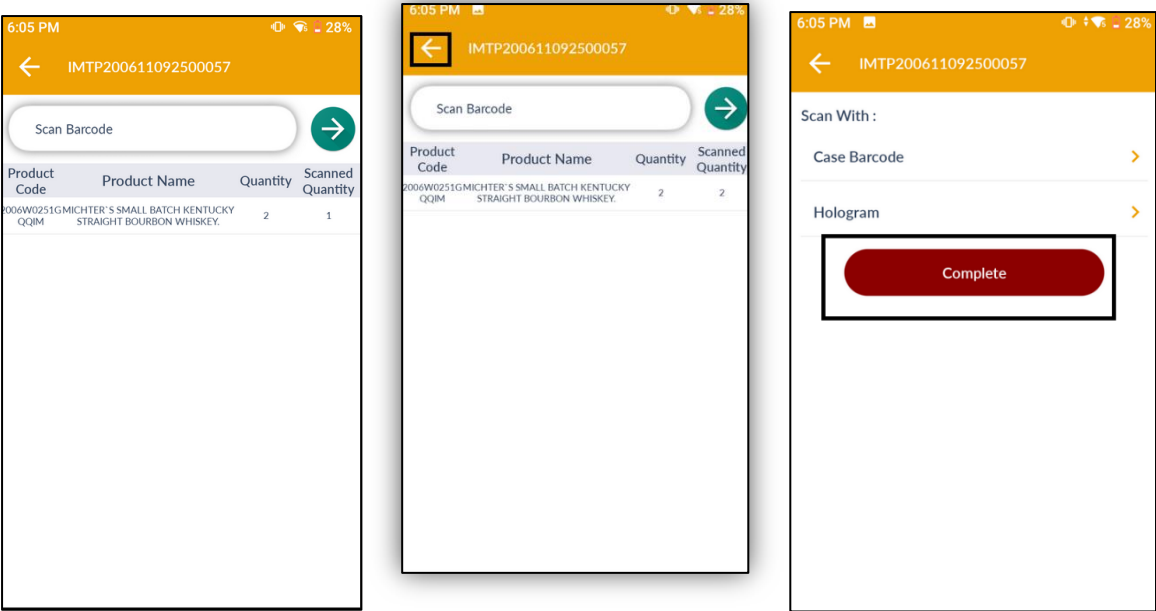 6:05 PM
28%
IMTP200611092500057
Scan Barcode
Product Code
Product Name
Quantity
Scanned Quantity
2006W0251G
QQIM
MICHTER`S SMALL BATCH KENTUCKY
STRAIGHT BOURBON WHISKEY.
2
1
6:05 PM
28%
IMTP200611092500057
Scan Barcode
Product Code
Product Name
Quantity
Scanned Quantity
2006W0251G
QQIM
MICHTER`S SMALL BATCH KENTUCKY
STRAIGHT BOURBON WHISKEY.
2
2
6:05 PM
28%
IMTP200611092500057
Scan With :
Case Barcode
Hologram
Complete